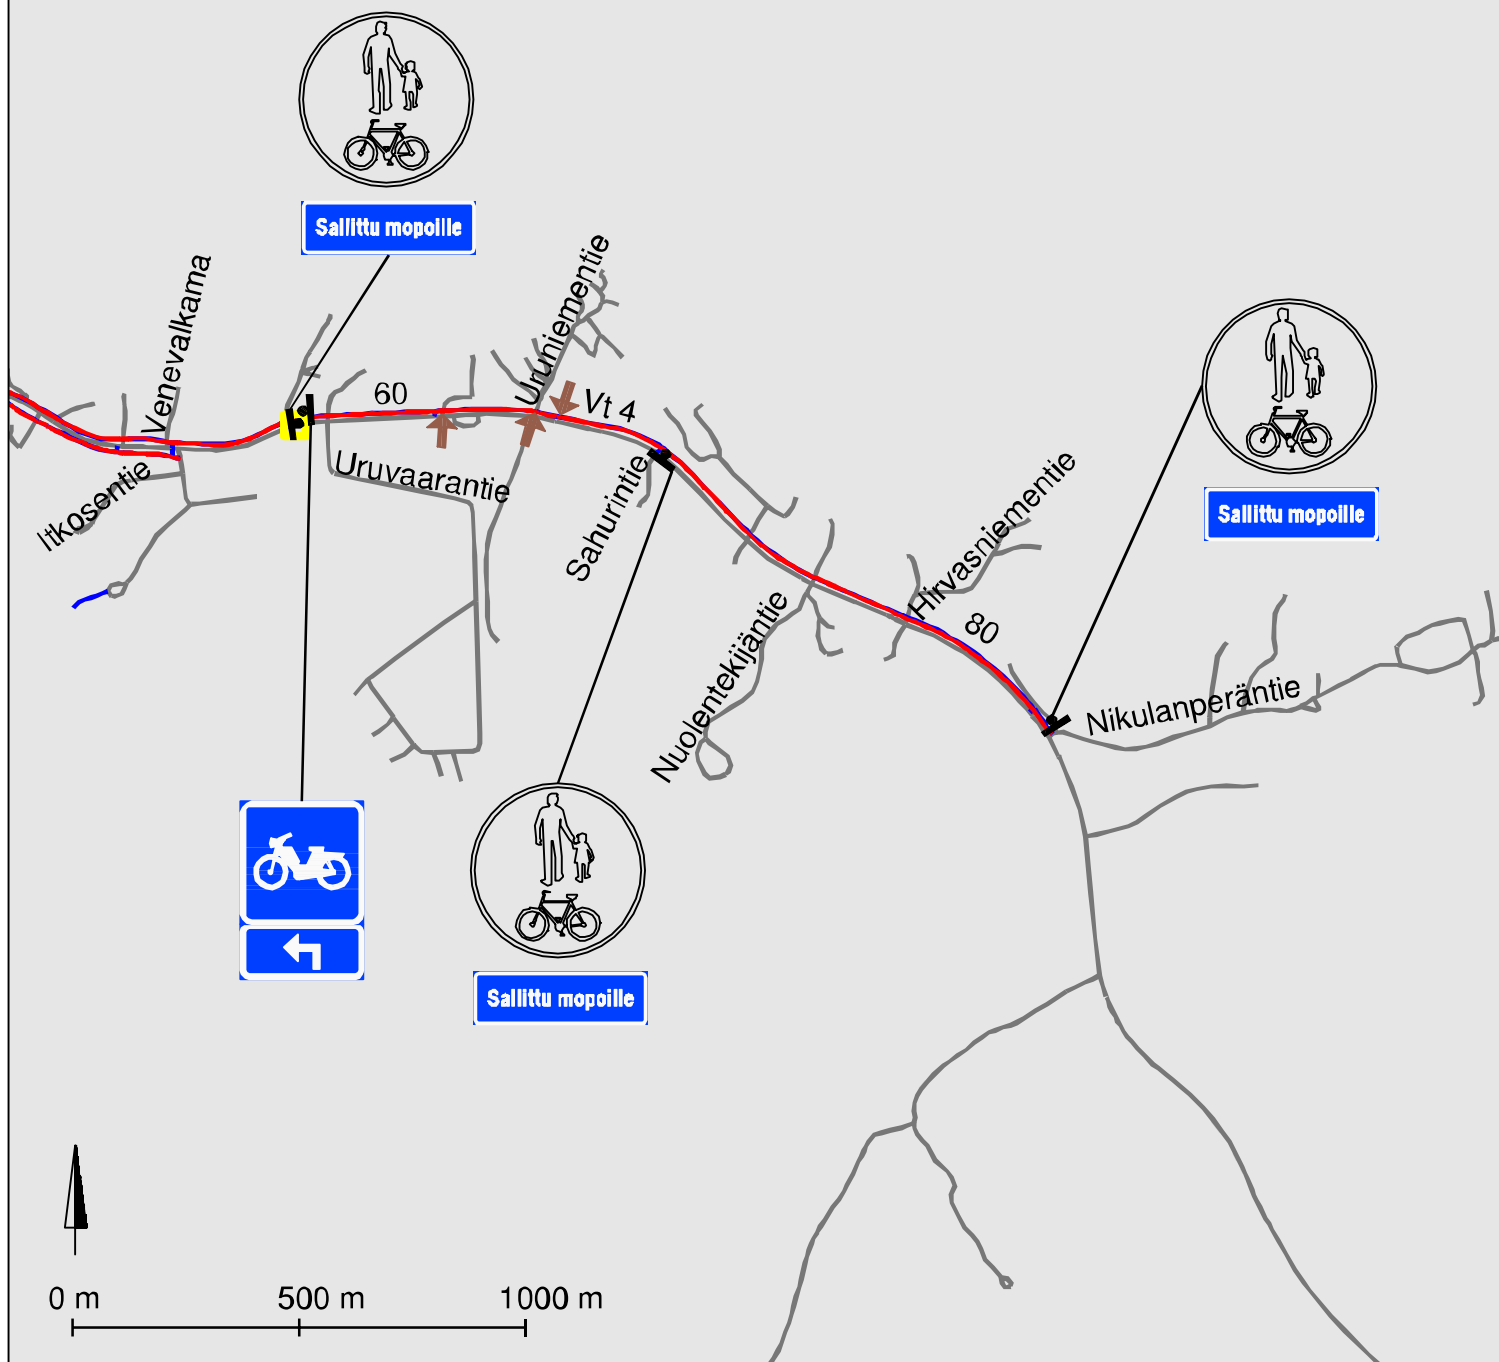 Sallittu mopoille
Venevalkama
Uruniementie
60
Vt 4
Uruvaarantie
Itkosentie
Sahurintie
Hirvasniementie
Sallittu mopoille
80
Nuolentekijäntie
Nikulanperäntie
Sallittu mopoille
0 m 500 m 1000 m